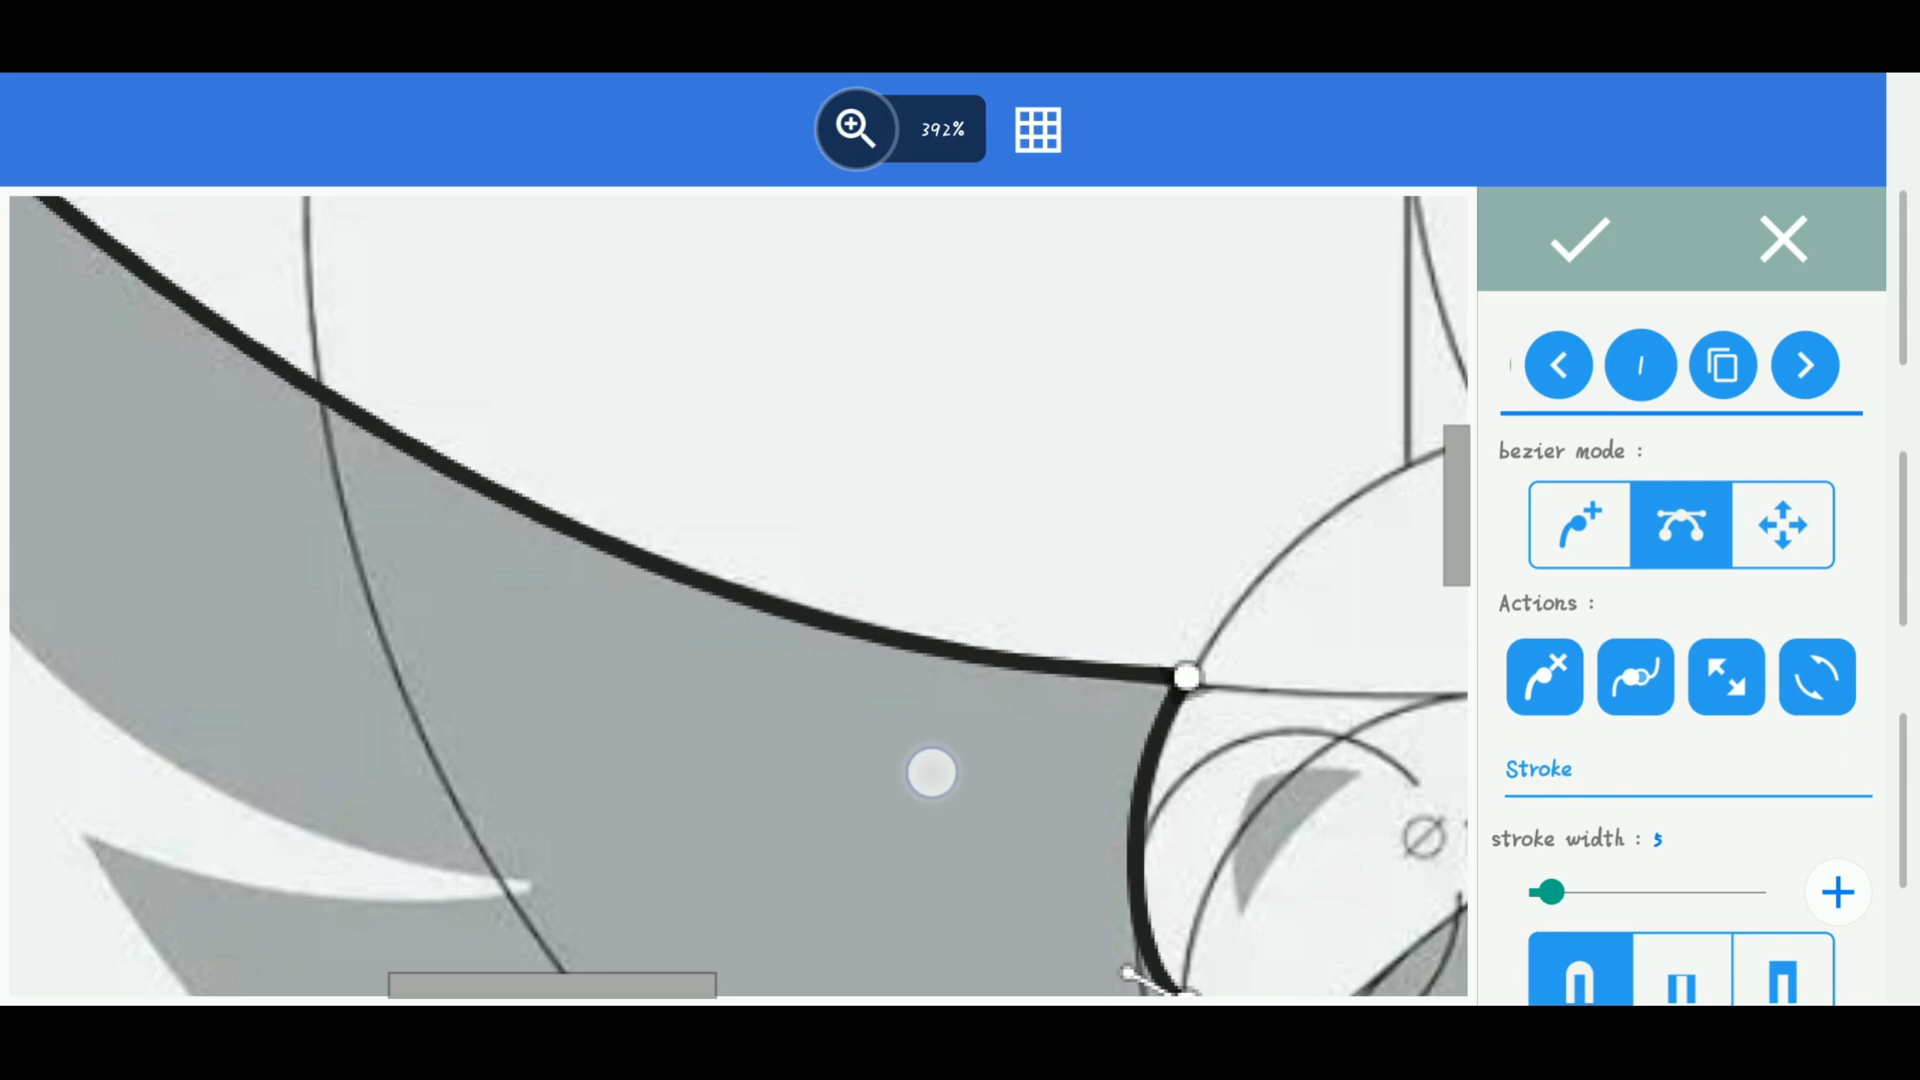 392%
bezier mode :
Actions :
Stroke
stroke width : 5
Ø